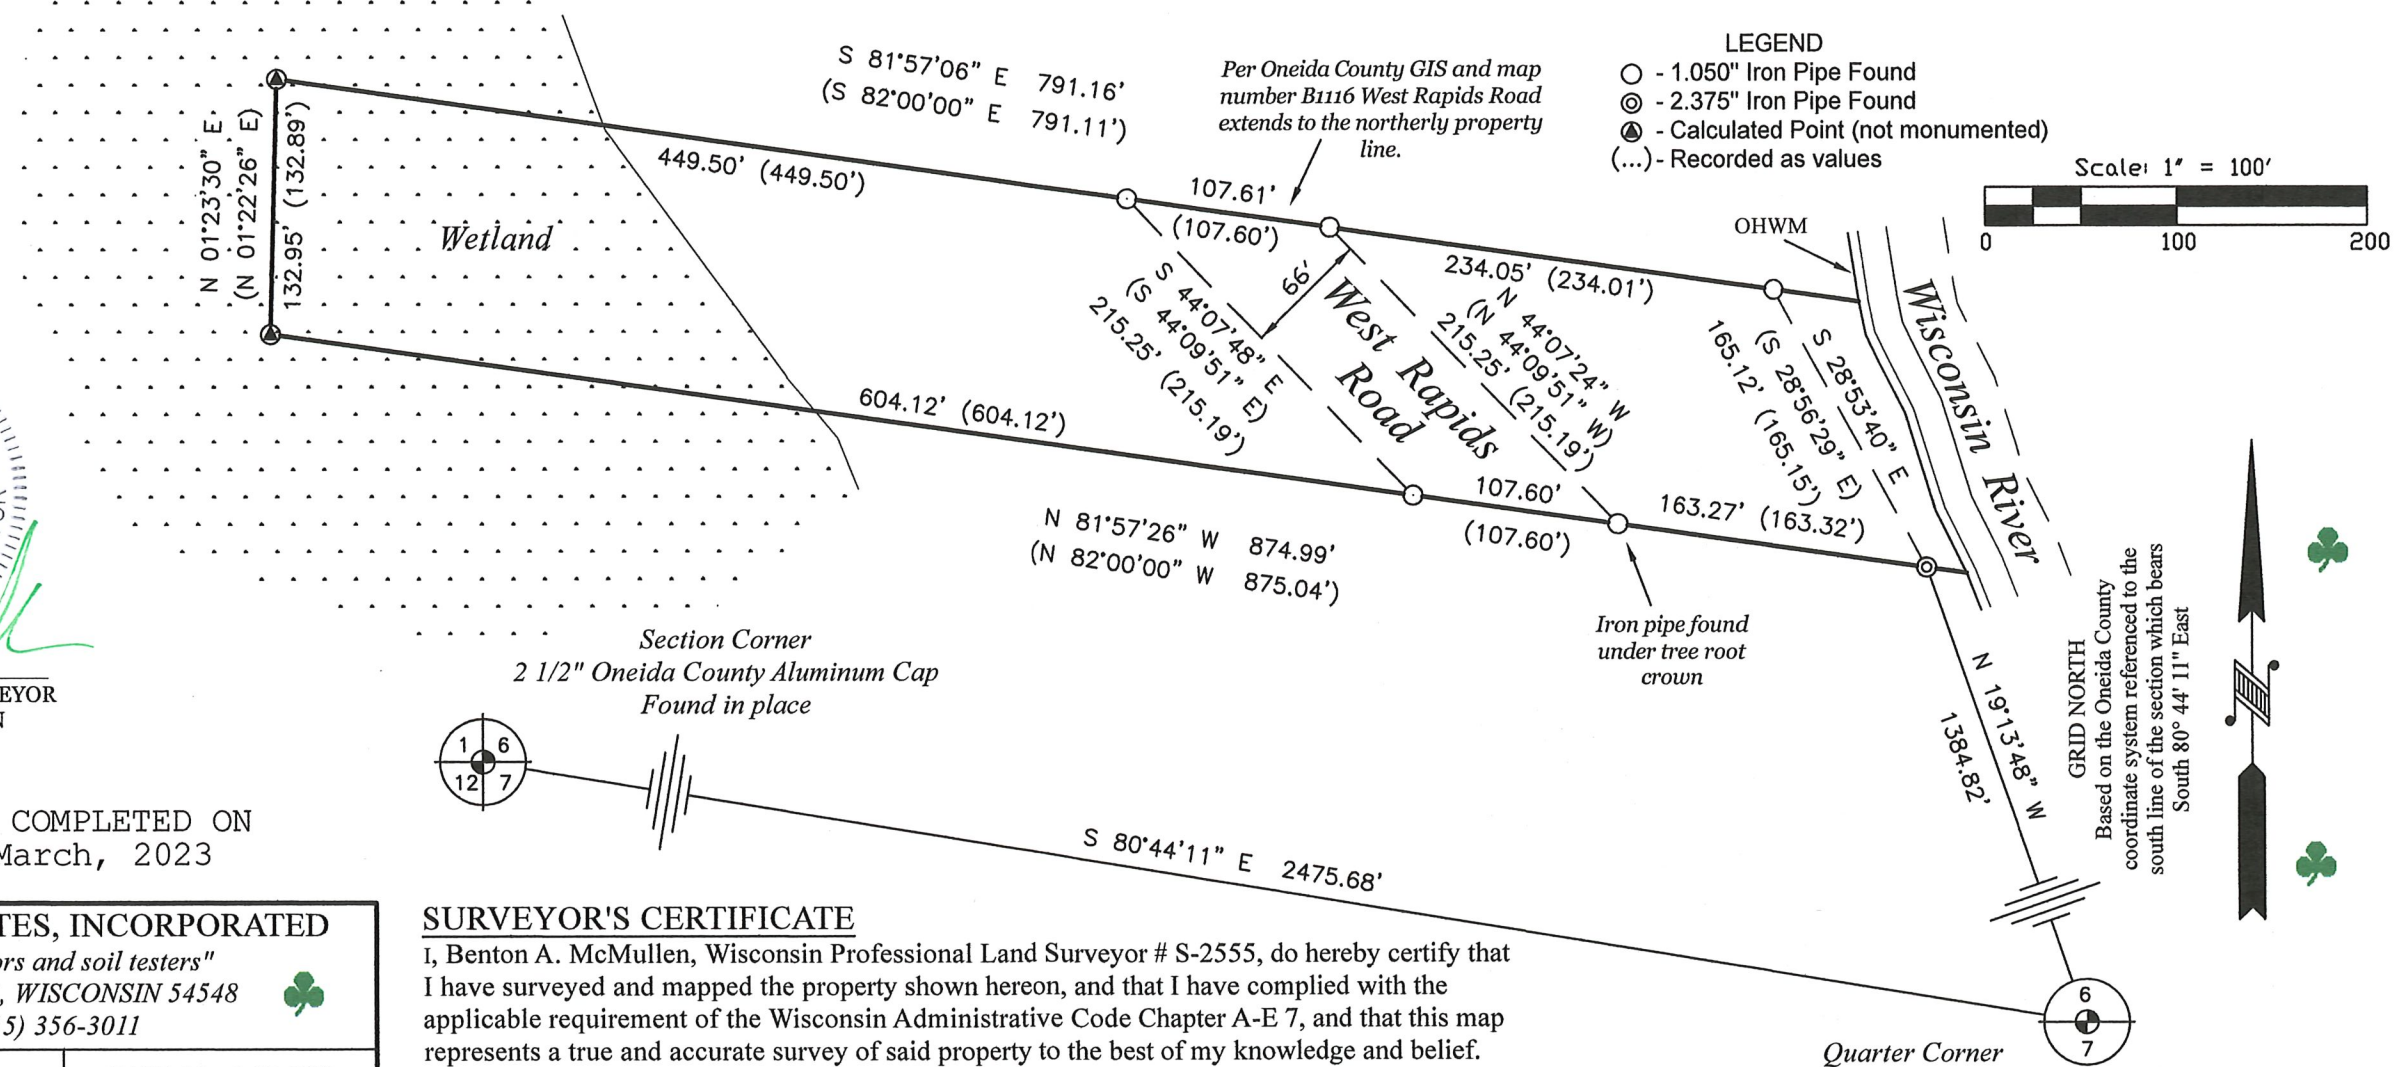 S 81°57'06" E 791.16'
(S 82°00'00" E 791.11')
Per Oneida County GIS and map
number B1116 West Rapids Road
extends to the northerly property
line.
LEGEND
- 1.050" Iron Pipe Found
- 2.375" Iron Pipe Found
- Calculated Point (not monumented)
(...)- Recorded as values
Scale: 1" = 100'
0 100 200
OHWM
N 01°23'30" E
(N 01°22'26" E)
132.95' (132.89')
Wetland
449.50' (449.50')
107.61'
(107.60')
66'
234.05' (234.01')
S 44°07'48" E
(S 44°09'51" E)
215.25' (215.19')
West Rapids
Road
N 44°07'24" W
(N 44°09'51" W)
215.25' (215.19')
S 28°53'40" E
(S 28°56'29" E)
165.12' (165.15')
Wisconsin River
604.12' (604.12')
107.60'
(107.60')
163.27' (163.32')
N 81°57'26" W 874.99'
(N 82°00'00" W 875.04')
Iron pipe found
under tree root
crown
Section Corner
2 1/2" Oneida County Aluminum Cap
Found in place
1 6
12 7
N 19°13'48" W
1384.82'
GRID NORTH
Based on the Oneida County
coordinate system referenced to the
south line of the section which bears
South 80° 44' 11" East
S 80°44'11" E 2475.68'
EYOR
COMPLETED ON
March, 2023
TES, INCORPORATED
ors and soil testers"
, WISCONSIN 54548
5) 356-3011
SURVEYOR'S CERTIFICATE
I, Benton A. McMullen, Wisconsin Professional Land Surveyor # S-2555, do hereby certify that
I have surveyed and mapped the property shown hereon, and that I have complied with the
applicable requirement of the Wisconsin Administrative Code Chapter A-E 7, and that this map
represents a true and accurate survey of said property to the best of my knowledge and belief.
Quarter Corner
6
7